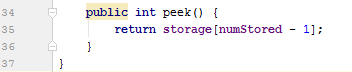 34 public int peek() {
35 return storage[numStored - 1];
36 }
37 }